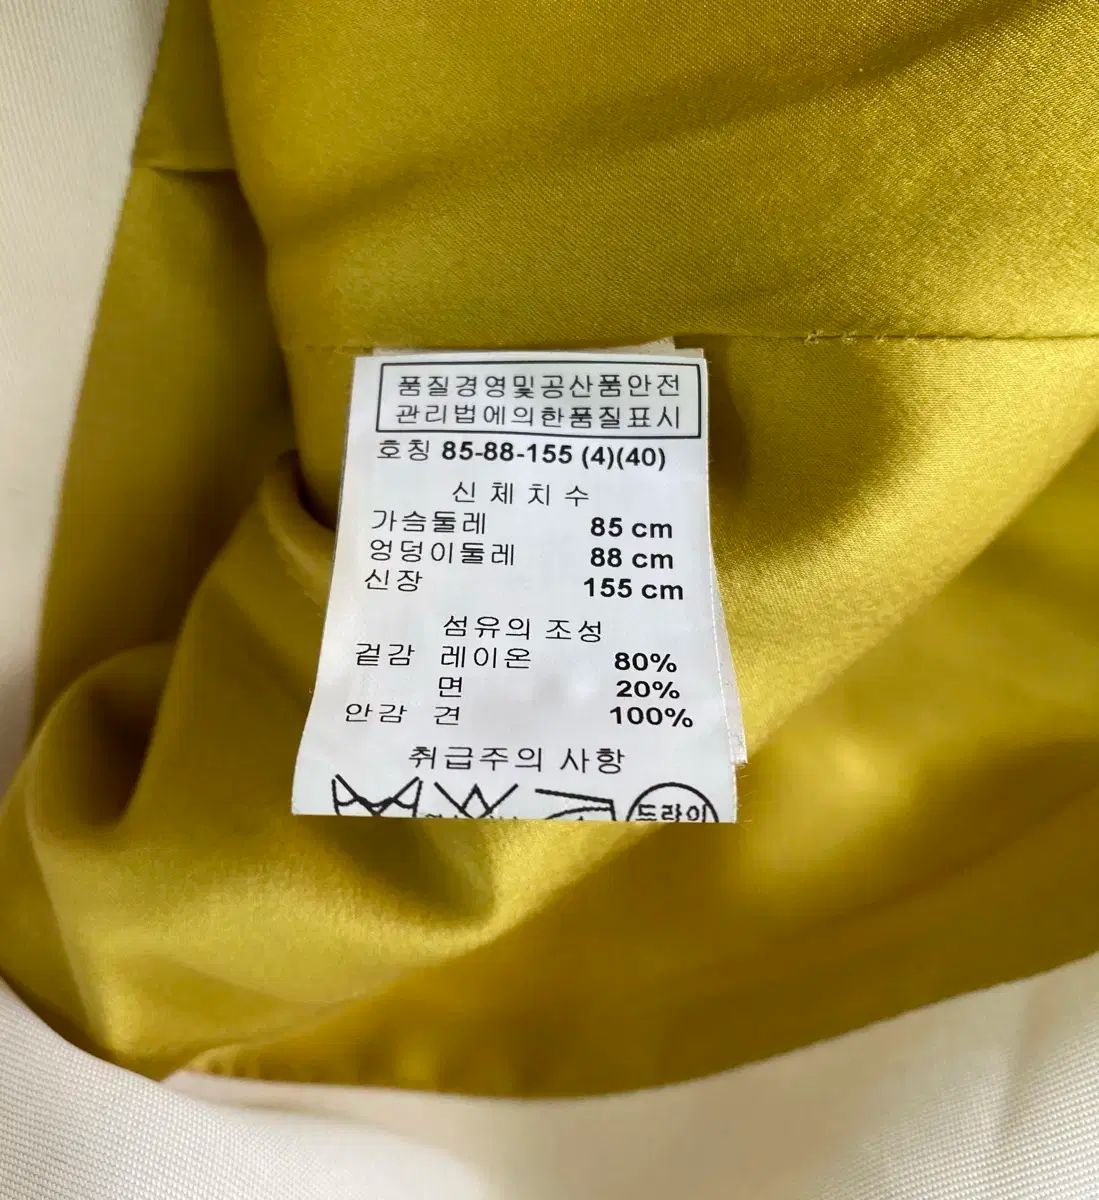 품질경영및공산품안전
관리법에의한품질표시
호칭 85-88-155 (4)(40)
신체치수
가슴둘레 85 cm
엉덩이둘레 88 cm
신장 155 cm
섬유의 조성
겉감 레이온 80%
면 20%
안감 견 100%
취급주의 사항
드라이